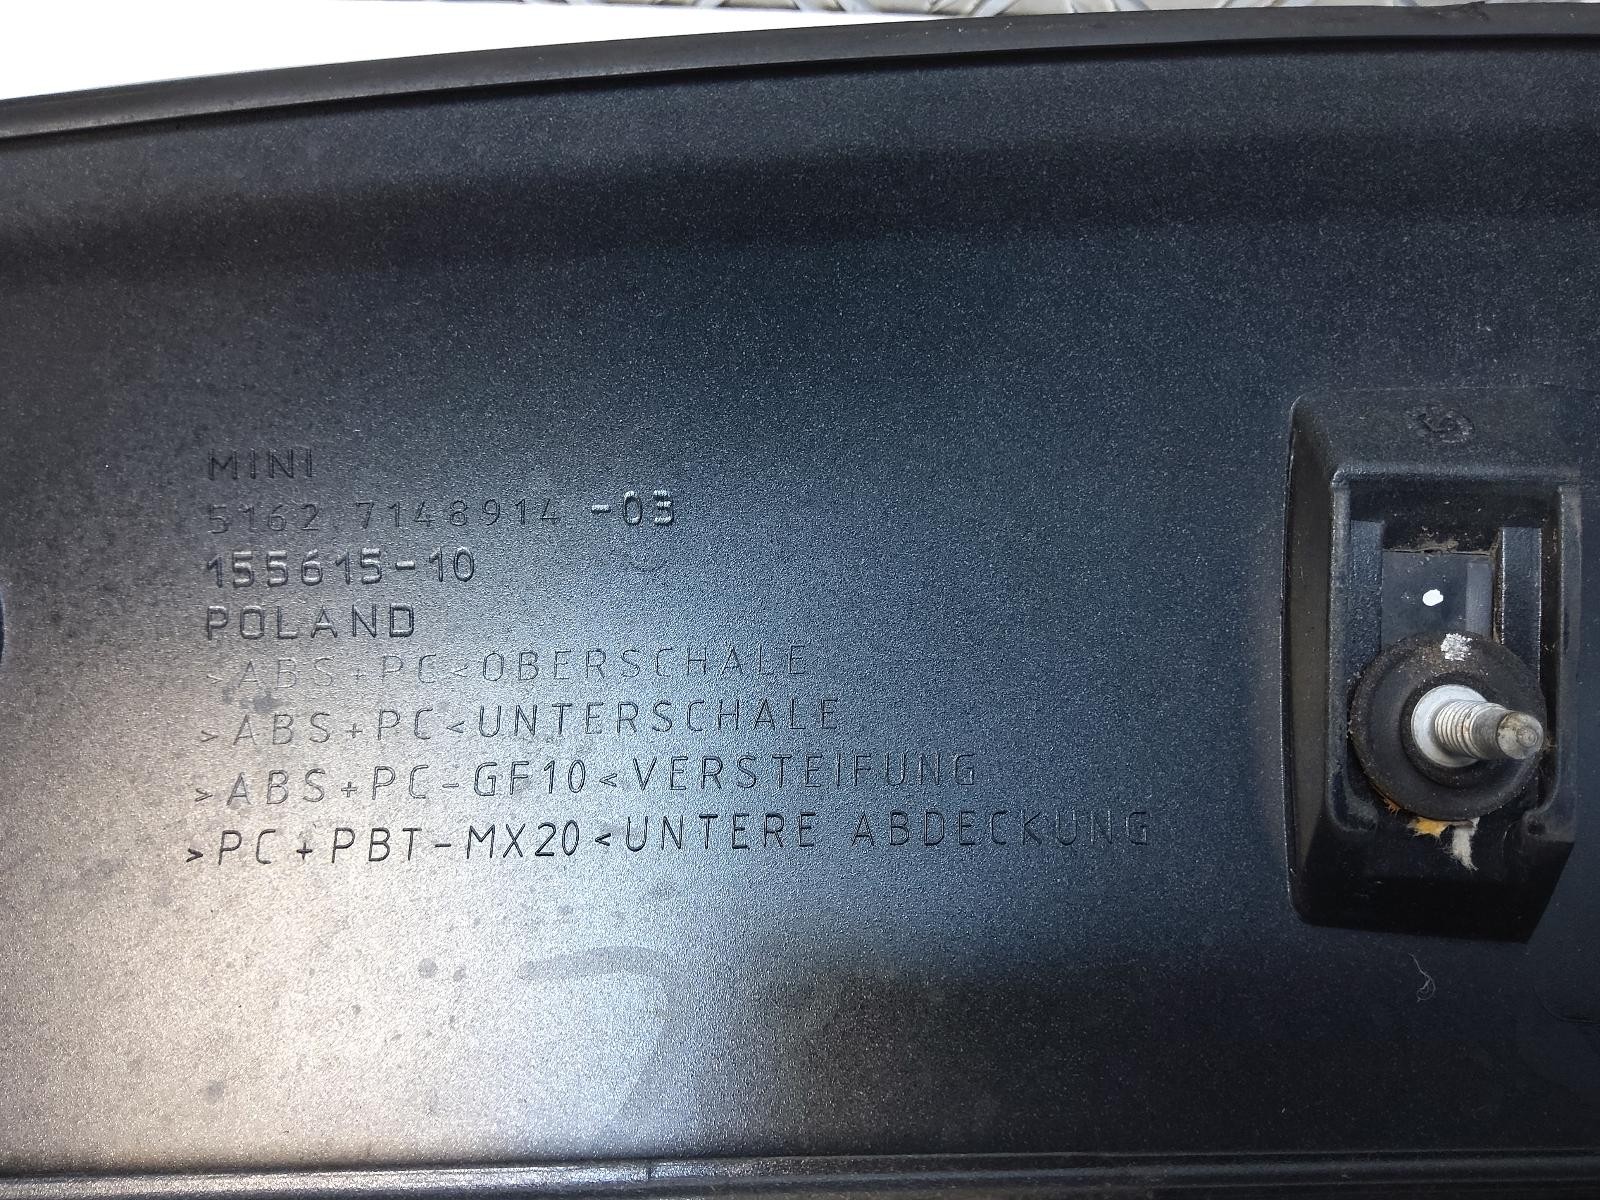 MINI
5162 7148914 -03
155615-10
POLAND
>ABS+PC<OBERSCHALE
>ABS+PC<UNTERSCHALE
>ABS+PC-GF10<VERSTEIFUNG
>PC+PBT-MX20<UNTERE ABDECKUNG